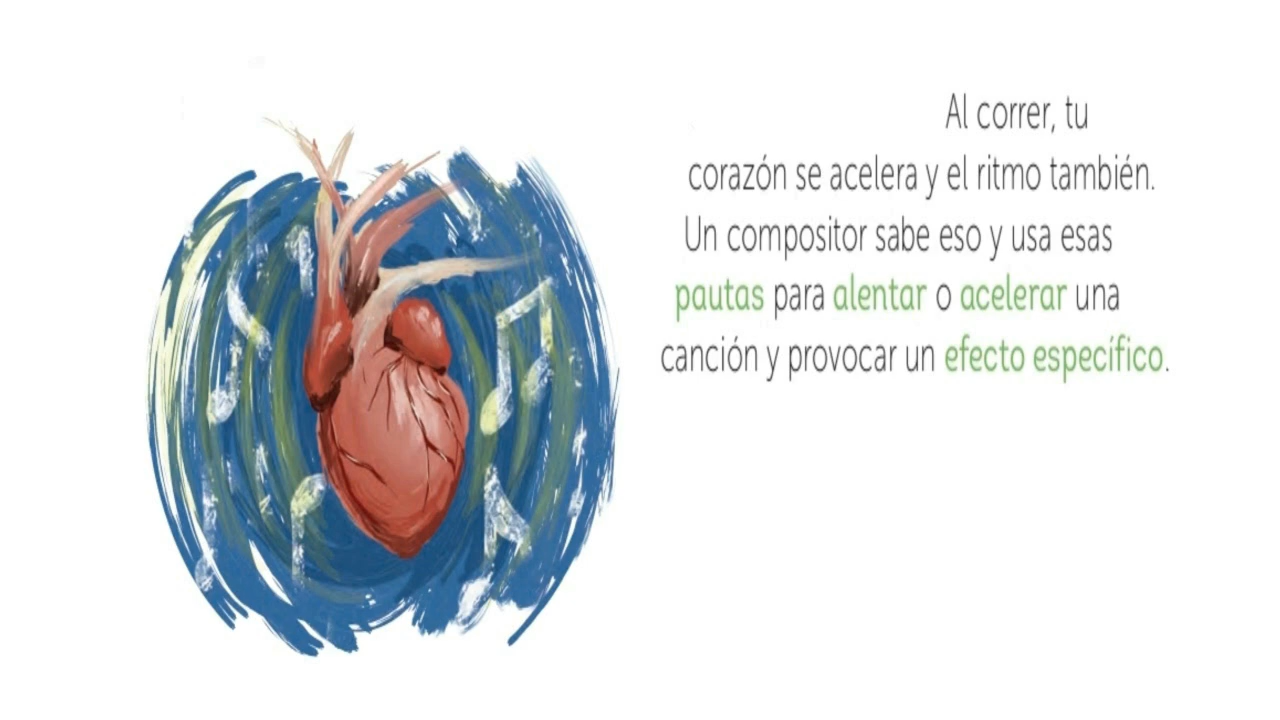 Al correr, tu
corazón se acelera y el ritmo también.
Un compositor sabe eso y usa esas
pautas para alentar o acelerar una
canción y provocar un efecto específico.